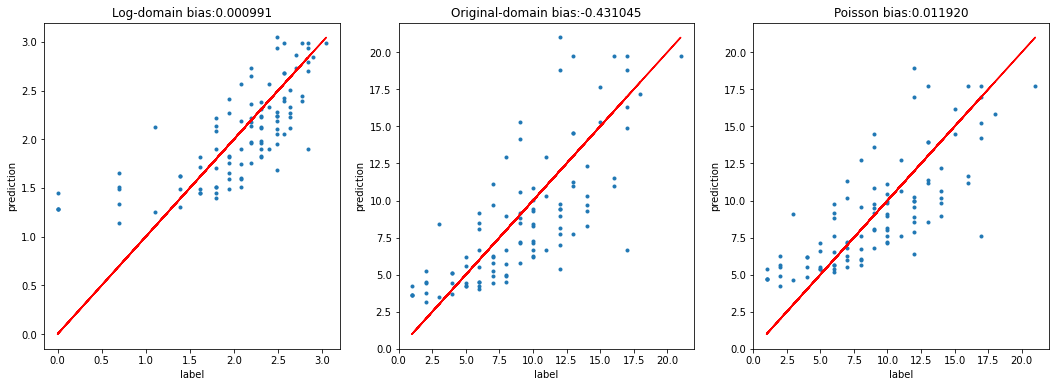 Log-domain bias:0.000991
3.0
2.5
2.0
1.5
1.0
0.5
0.0
prediction
0.0 0.5 1.0 1.5 2.0 2.5 3.0
label
Original-domain bias:-0.431045
20.0
17.5
15.0
12.5
10.0
7.5
5.0
2.5
0.0
prediction
0.0 2.5 5.0 7.5 10.0 12.5 15.0 17.5 20.0
label
Poisson bias:0.011920
20.0
17.5
15.0
12.5
10.0
7.5
5.0
2.5
0.0
prediction
0.0 2.5 5.0 7.5 10.0 12.5 15.0 17.5 20.0
label